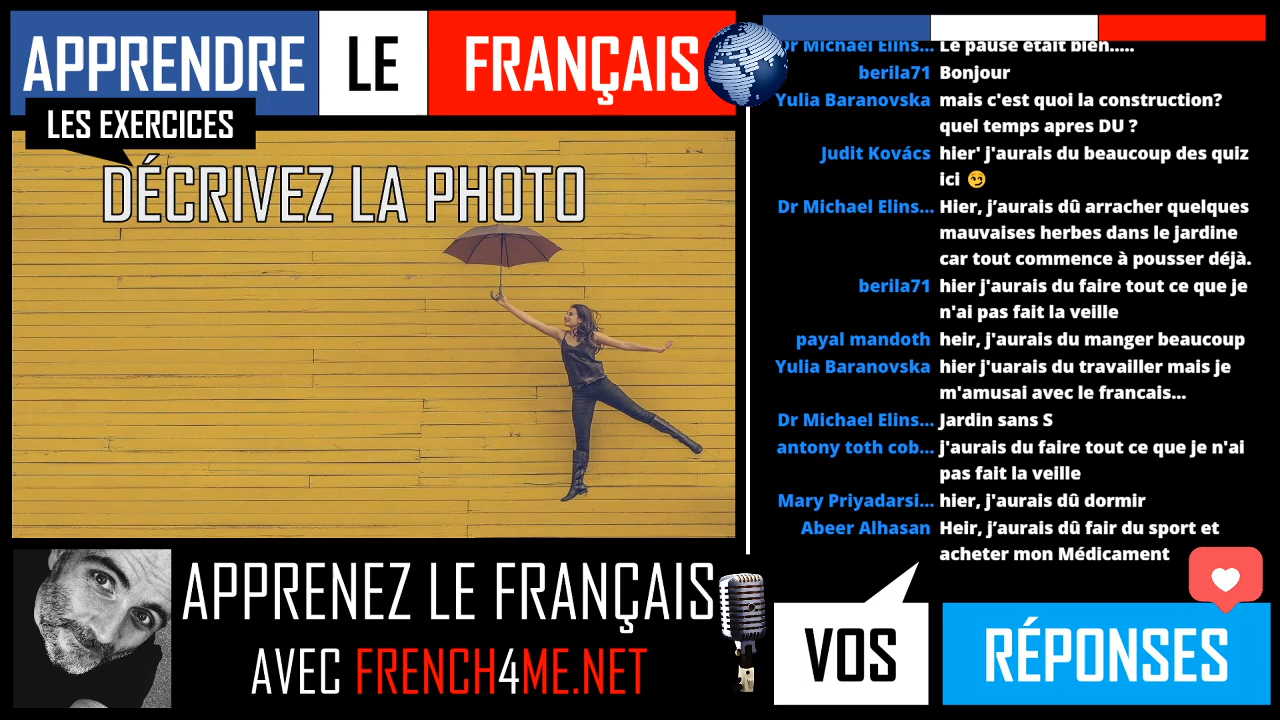 APPRENDRE LE FRANÇAIS
LES EXERCICES
DÉCRIVEZ LA PHOTO
APPRENEZ LE FRANÇAIS
AVEC FRENCH4ME.NET
Dr Michael Elins... Le pause était bien.....
berila71 Bonjour
Yulia Baranovska mais c'est quoi la construction?
quel temps apres DU ?
Judit Kovács hier' j'aurais du beaucoup des quiz
ici 😏
Dr Michael Elins... Hier, j’aurais dû arracher quelques
mauvaises herbes dans le jardine
car tout commence à pousser déjà.
berila71 hier j'aurais du faire tout ce que je
n'ai pas fait la veille
payal mandoth heir, j'aurais du manger beaucoup
Yulia Baranovska hier j'uarais du travailler mais je
m'amusai avec le francais...
Dr Michael Elins... Jardin sans S
antony toth cob... j'aurais du faire tout ce que je n'ai
pas fait la veille
Mary Priyadarsi... hier, j'aurais dû dormir
Abeer Alhasan Heir, j’aurais dû fair du sport et
acheter mon Médicament
VOS RÉPONSES